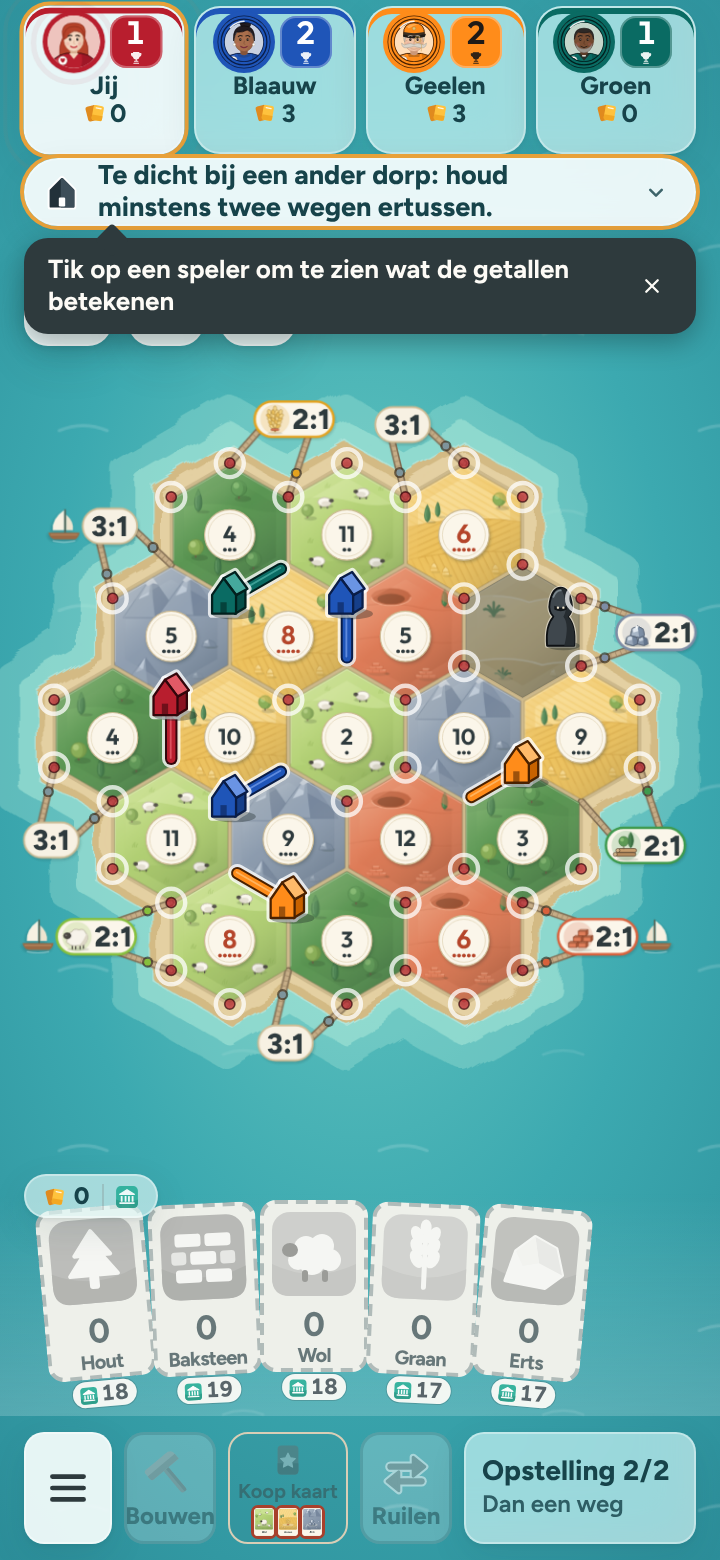 1
2
2
1
Jij
Blaauw
Geelen
Groen
0
3
3
0
Te dicht bij een ander dorp: houd
minstens twee wegen ertussen.
Tik op een speler om te zien wat de getallen
betekenen
2:1
3:1
3:1
4
11
6
5
8
5
2:1
4
10
2
10
9
3:1
11
9
12
3
2:1
2:1
8
3
6
2:1
3:1
0
0
Hout
0
Baksteen
0
Wol
0
Graan
0
Erts
18
19
18
17
17
Bouwen
Koop kaart
Ruilen
Opstelling 2/2
Dan een weg